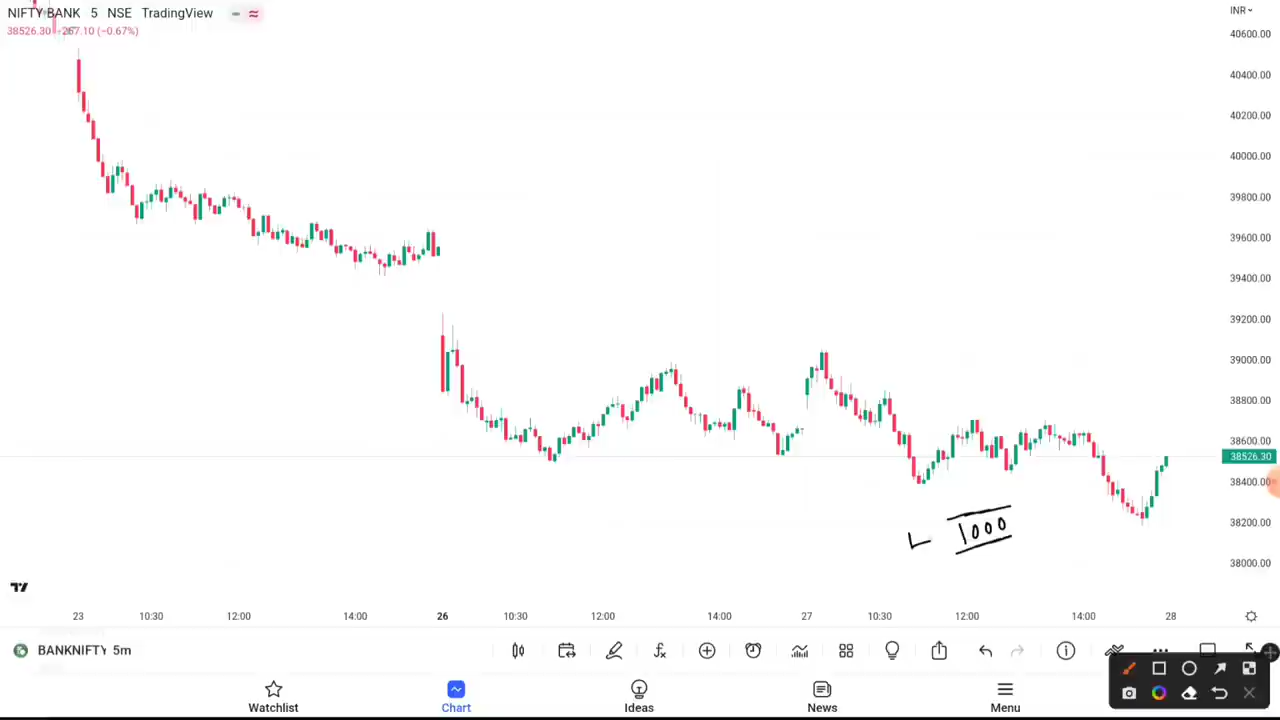 NIFTY BANK 5 NSE TradingView
INR
38526.30 −267.10 (−0.67%)
40600.00
40400.00
40200.00
40000.00
39800.00
39600.00
39400.00
39200.00
39000.00
38800.00
38600.00
38526.30
38400.00
38200.00
38000.00
1000
23 10:30 12:00 14:00 26 10:30 12:00 14:00 27 10:30 12:00 14:00 28
BANKNIFTY 5m
Watchlist Chart Ideas News Menu